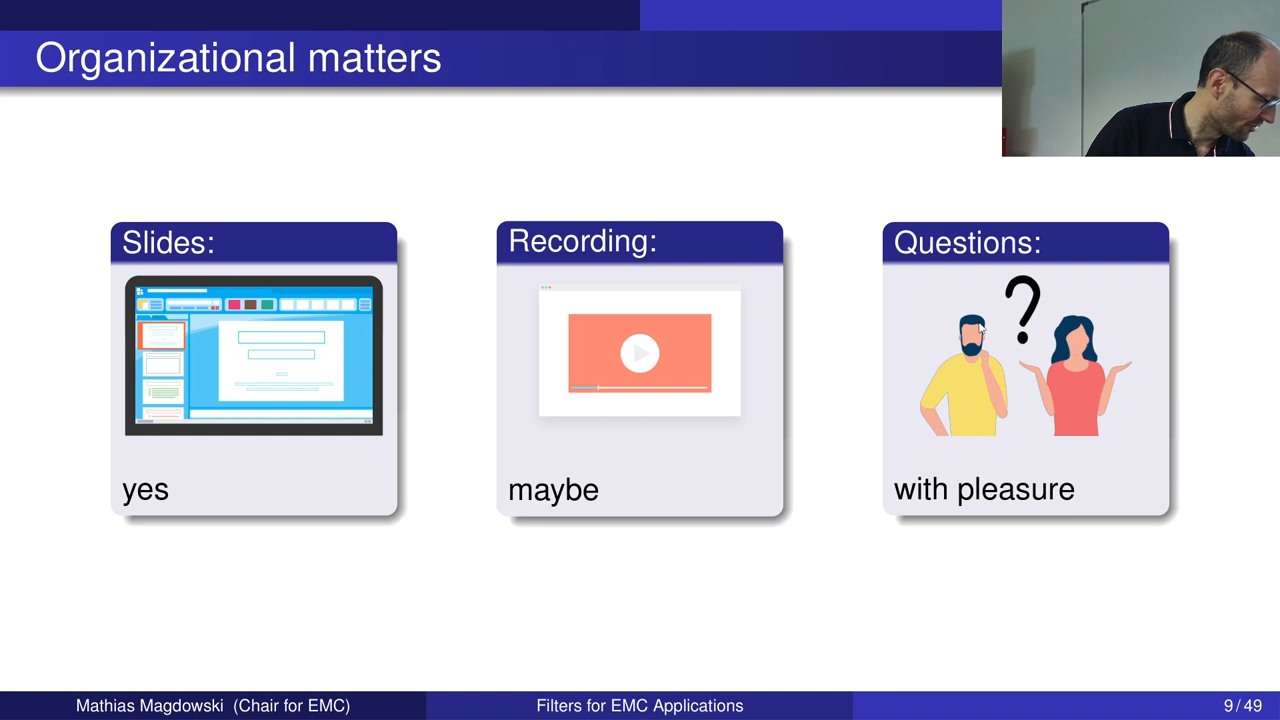 Organizational matters
Slides:
yes
Recording:
maybe
Questions:
?
with pleasure
Mathias Magdowski (Chair for EMC)
Filters for EMC Applications
9 / 49